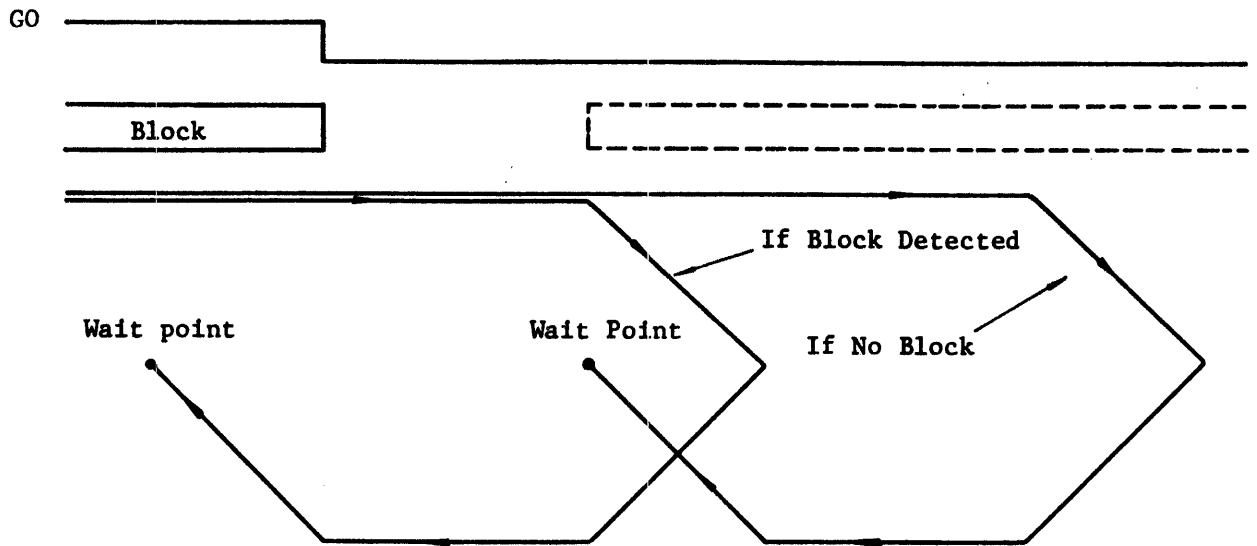 GO
Block
If Block Detected
Wait point
Wait Point
If No Block